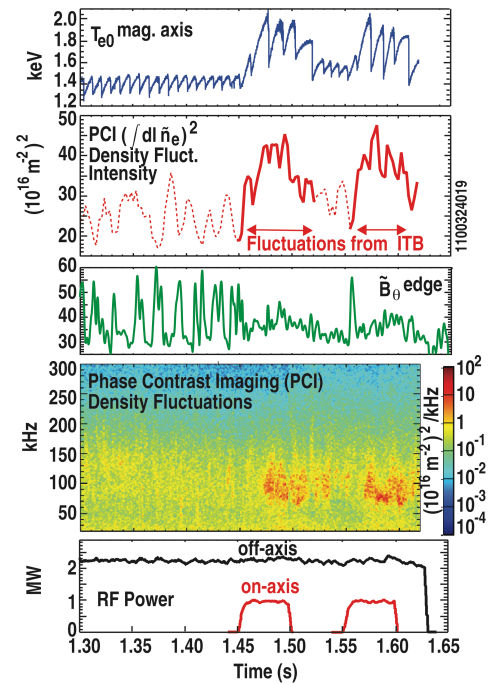 T_e0 mag. axis
2.0
1.8
1.6
1.4
1.2
keV
PCI (∫dl ñ_e)^2
Density Fluct.
Intensity
50
40
30
20
(10^16 m^-2)^2
Fluctuations from ITB
1100324019
60
50
40
30
B̃_θ edge
300
250
200
150
100
50
kHz
Phase Contrast Imaging (PCI)
Density Fluctuations
10^2
10
1
10^-1
10^-2
10^-3
10^-4
(10^16 m^-2)^2 /kHz
off-axis
2
1
0
MW
on-axis
RF Power
1.30 1.35 1.40 1.45 1.50 1.55 1.60 1.65
Time (s)